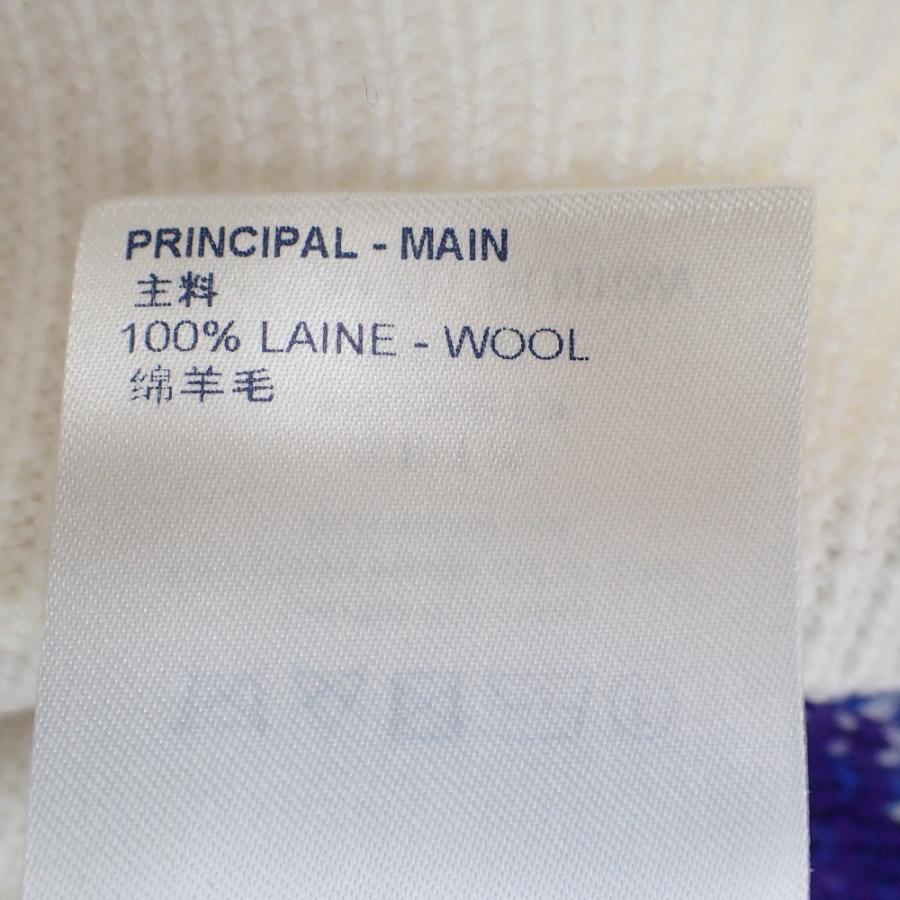 PRINCIPAL - MAIN
主料
100% LAINE - WOOL
绵羊毛